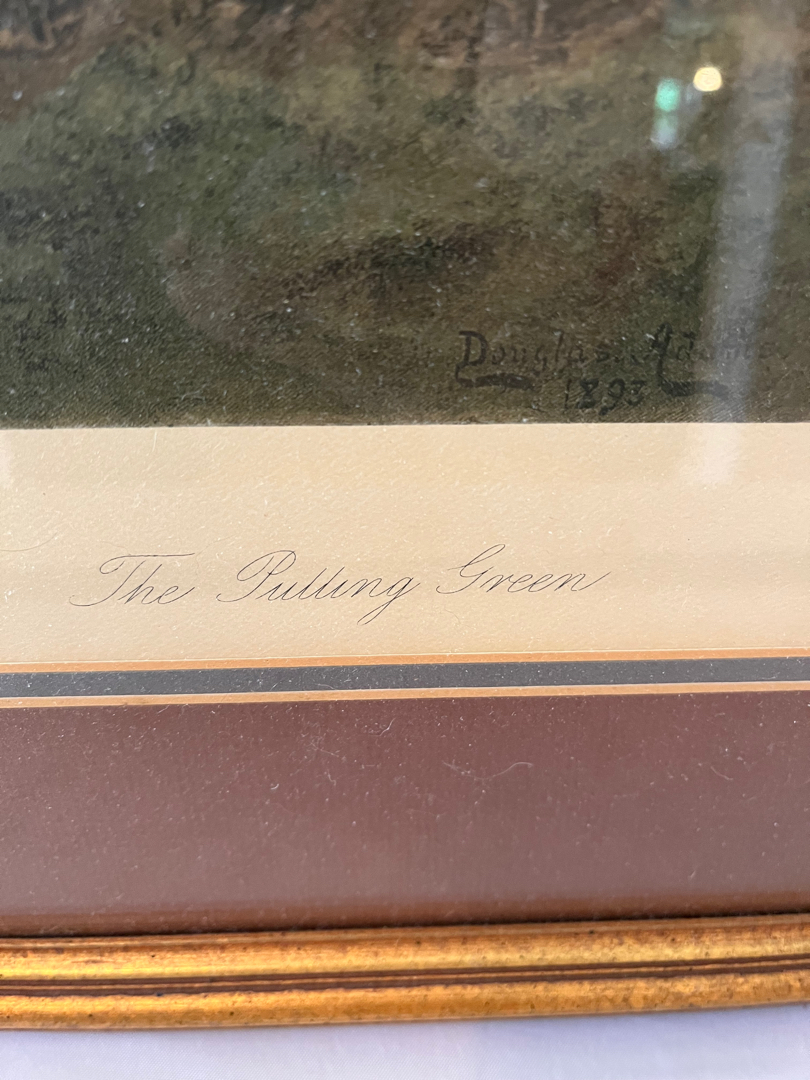 Douglas. Adams.
1893
The Putting Green